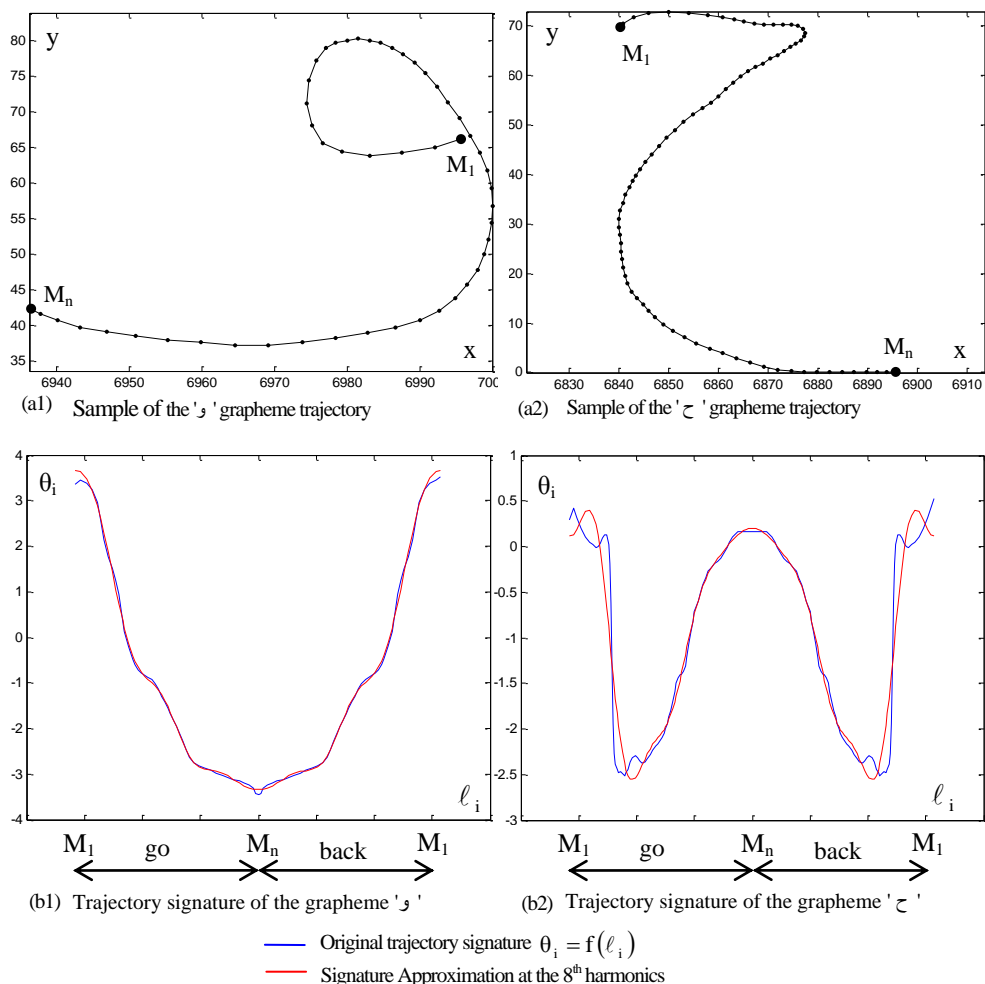 y
80
75
70
65
60
55
50
45
40
35
M1
Mn
x
6940 6950 6960 6970 6980 6990 700
(a1) Sample of the 'و' grapheme trajectory
y
70
60
50
40
30
20
10
0
M1
Mn
x
6830 6840 6850 6860 6870 6880 6890 6900 6910
(a2) Sample of the 'ح' grapheme trajectory
θi
4
3
2
1
0
-1
-2
-3
-4
ℓi
M1 go Mn back M1
(b1) Trajectory signature of the grapheme 'و'
θi
1
0.5
0
-0.5
-1
-1.5
-2
-2.5
-3
ℓi
M1 go Mn back M1
(b2) Trajectory signature of the grapheme 'ح'
Original trajectory signature θi = f(ℓi)
Signature Approximation at the 8th harmonics